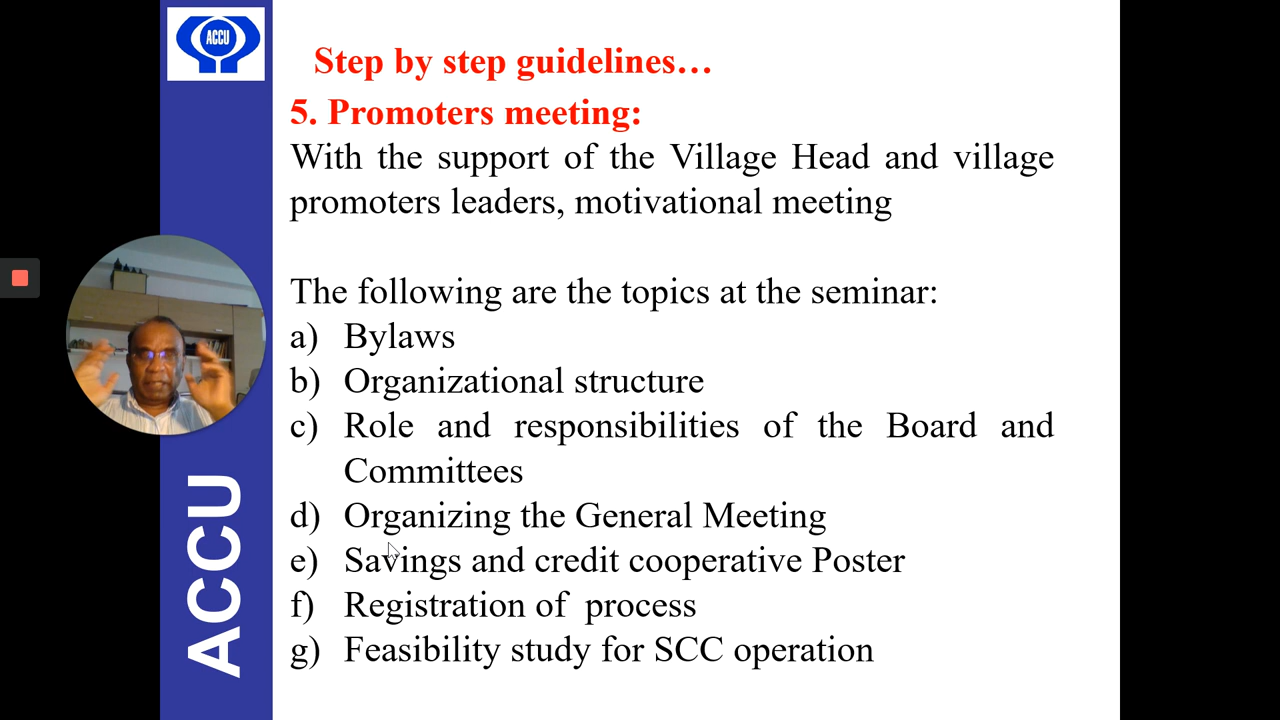 ACCU
Step by step guidelines…
5. Promoters meeting:
With the support of the Village Head and village
promoters leaders, motivational meeting
The following are the topics at the seminar:
a) Bylaws
b) Organizational structure
c) Role and responsibilities of the Board and
Committees
d) Organizing the General Meeting
e) Savings and credit cooperative Poster
f) Registration of  process
g) Feasibility study for SCC operation
ACCU